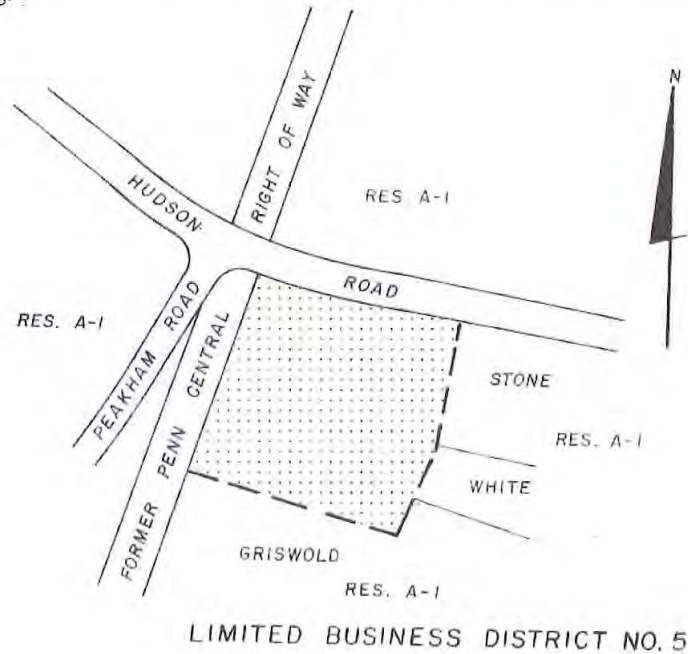 N
RIGHT OF WAY
HUDSON
RES. A-1
ROAD
RES. A-1
PEAKHAM ROAD
FORMER PENN CENTRAL
STONE
RES. A-1
WHITE
GRISWOLD
RES. A-1
LIMITED BUSINESS DISTRICT NO. 5